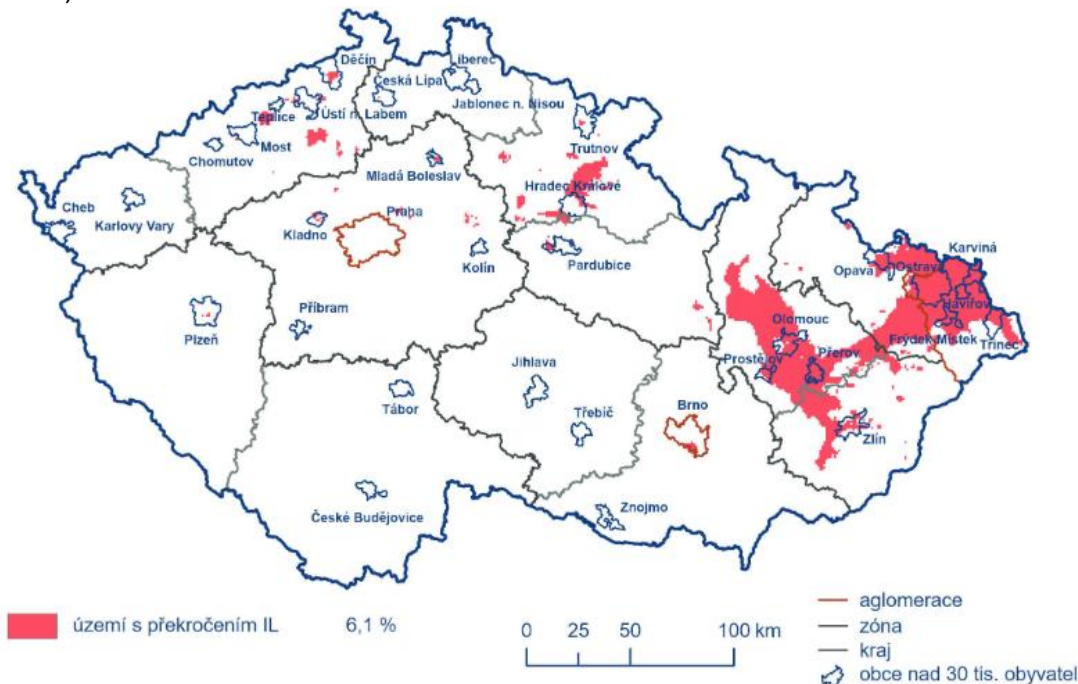 Děčín
Liberec
Česká Lípa
Jablonec n. Nisou
Teplice
Ústí n. Labem
Most
Chomutov
Trutnov
Mladá Boleslav
Hradec Králové
Cheb
Karlovy Vary
Praha
Kladno
Kolín
Pardubice
Karviná
Opava
Ostrava
Havířov
Příbram
Plzeň
Olomouc
Frýdek Místek
Třinec
Prostějov
Přerov
Jihlava
Tábor
Brno
Třebíč
Zlín
České Budějovice
Znojmo
území s překročením IL 6,1 %
0 25 50 100 km
aglomerace
zóna
kraj
obce nad 30 tis. obyvatel